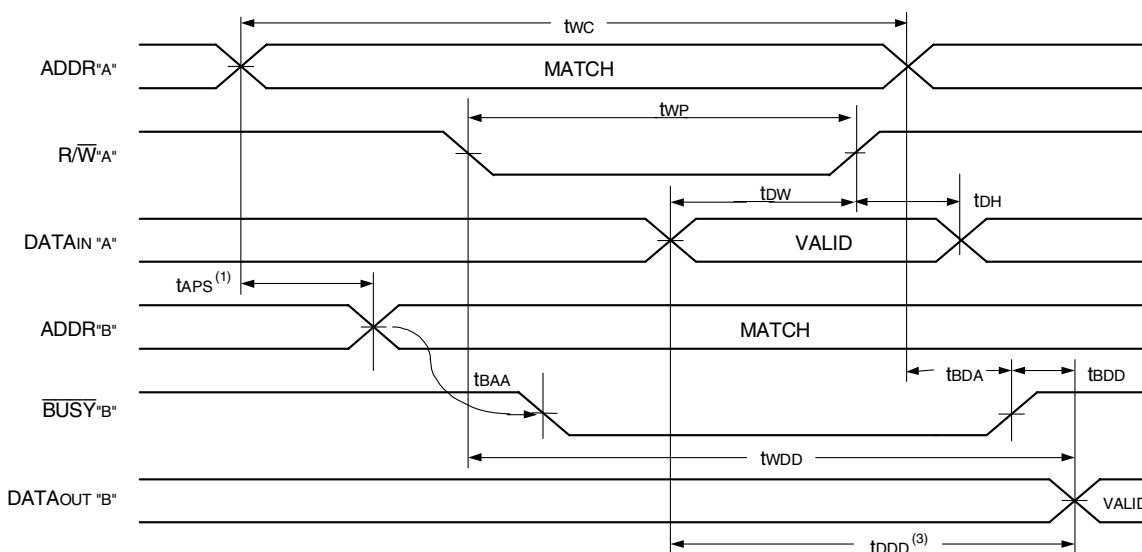 tWC
ADDR"A" MATCH
tWP
R/W̅"A"
tDW tDH
DATAIN "A" VALID
tAPS(1)
ADDR"B" MATCH
tBAA tBDA tBDD
B̅U̅S̅Y̅"B"
tWDD
DATAOUT "B" VALID
tDDD(3)